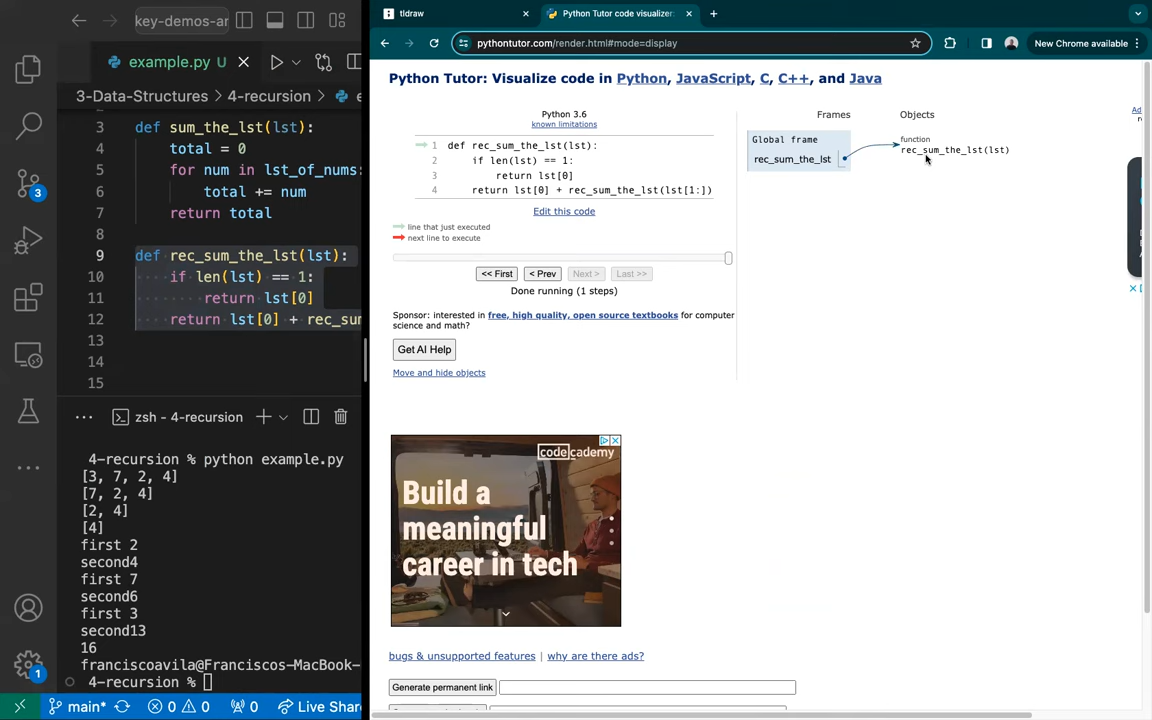 key-demos-ar
example.py U
3-Data-Structures > 4-recursion >
3 def sum_the_lst(lst):
4 total = 0
5 for num in lst_of_nums:
6 total += num
7 return total
8
9 def rec_sum_the_lst(lst):
10 if len(lst) == 1:
11 return lst[0]
12 return lst[0] + rec_sum
13
14
15
3
1
zsh - 4-recursion
4-recursion % python example.py
[3, 7, 2, 4]
[7, 2, 4]
[2, 4]
[4]
first 2
second4
first 7
second6
first 3
second13
16
franciscoavila@Franciscos-MacBook-
4-recursion %
main* 0 0 0 Live Share
tldraw
Python Tutor code visualizer:
pythontutor.com/render.html#mode=display
New Chrome available
Python Tutor: Visualize code in Python, JavaScript, C, C++, and Java
Python 3.6
known limitations
1 def rec_sum_the_lst(lst):
2 if len(lst) == 1:
3 return lst[0]
4 return lst[0] + rec_sum_the_lst(lst[1:])
Edit this code
line that just executed
next line to execute
<< First < Prev Next > Last >>
Done running (1 steps)
Sponsor: interested in free, high quality, open source textbooks for computer
science and math?
Get AI Help
Move and hide objects
Frames Objects
Global frame
rec_sum_the_lst
function
rec_sum_the_lst(lst)
Ad
codecademy
Build a
meaningful
career in tech
bugs & unsupported features | why are there ads?
Generate permanent link